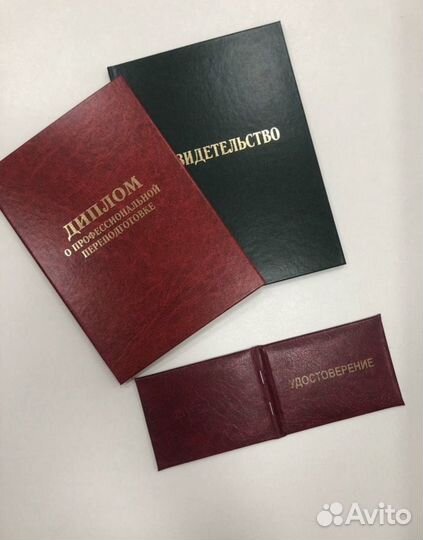 ДИПЛОМ
О ПРОФЕССИОНАЛЬНОЙ
ПЕРЕПОДГОТОВКЕ
ВИДЕТЕЛЬСТВО
УДОСТОВЕРЕНИЕ
Avito